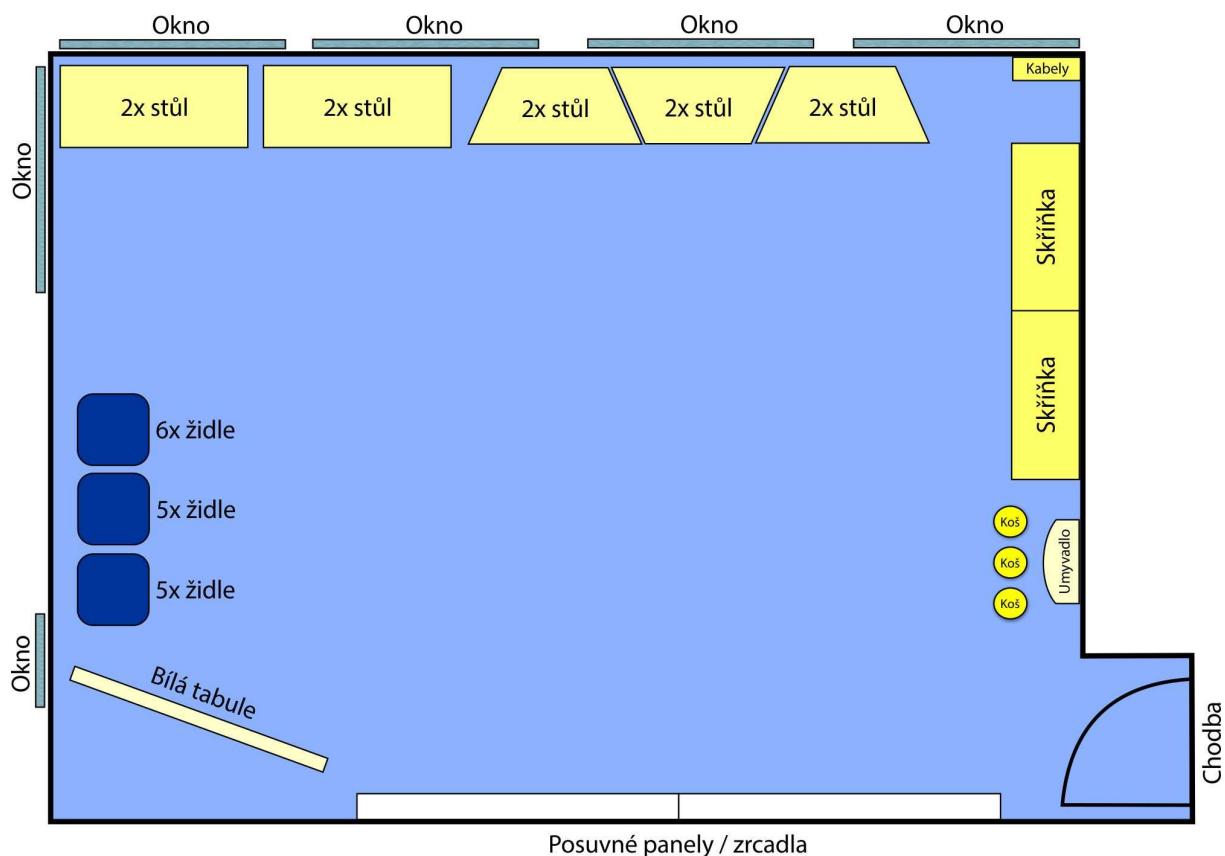 Okno
Okno
Okno
Okno
Kabely
2x stůl
2x stůl
2x stůl
2x stůl
2x stůl
Okno
Skříňka
Skříňka
6x židle
5x židle
5x židle
Koš
Koš
Koš
Umyvadlo
Okno
Bílá tabule
Chodba
Posuvné panely / zrcadla